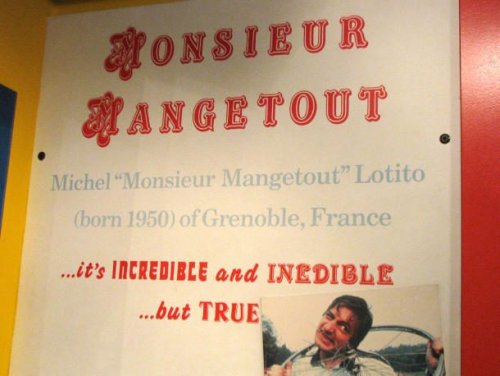 MONSIEUR
MANGETOUT
Michel "Monsieur Mangetout" Lotito
(born 1950) of Grenoble, France
...it's INCREDIBLE and INEDIBLE
...but TRUE